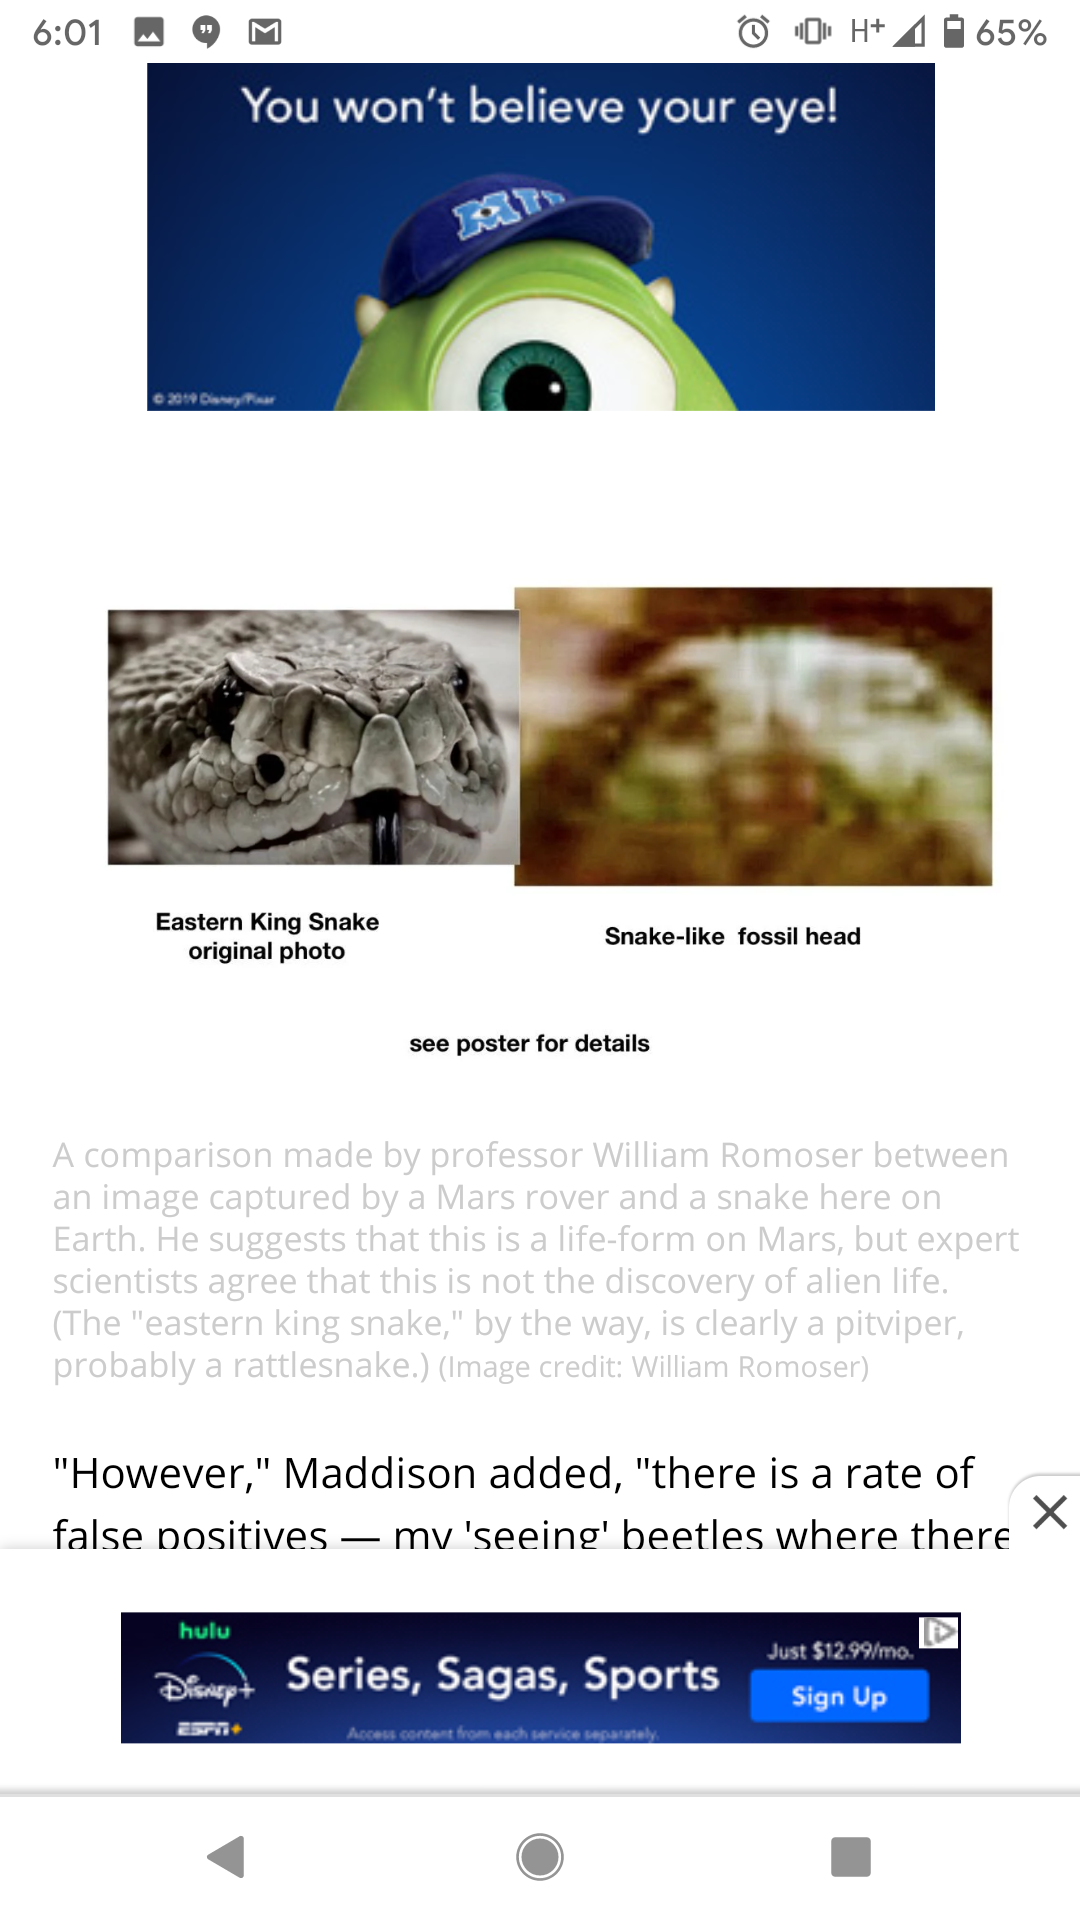 6:01
H+
65%
You won't believe your eye!
MU
© 2019 Disney/Pixar
Eastern King Snake
original photo
Snake-like fossil head
see poster for details
A comparison made by professor William Romoser between
an image captured by a Mars rover and a snake here on
Earth. He suggests that this is a life-form on Mars, but expert
scientists agree that this is not the discovery of alien life.
(The "eastern king snake," by the way, is clearly a pitviper,
probably a rattlesnake.) (Image credit: William Romoser)
"However," Maddison added, "there is a rate of
false positives — my 'seeing' beetles where there
hulu
Disney+
ESPN+
Series, Sagas, Sports
Access content from each service separately.
Just $12.99/mo.
Sign Up